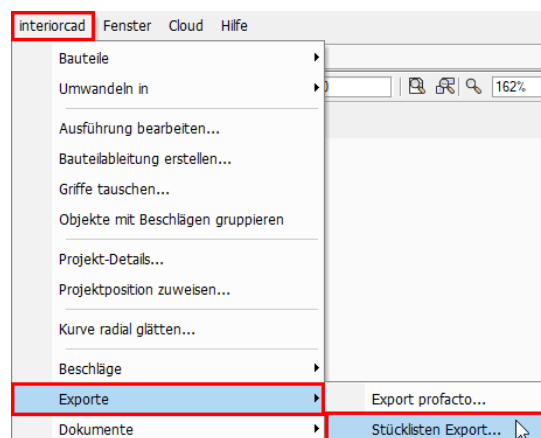 interiorcad Fenster Cloud Hilfe
Bauteile
Umwandeln in
162%
Ausführung bearbeiten...
Bauteilableitung erstellen...
Griffe tauschen...
Objekte mit Beschlägen gruppieren
Projekt-Details...
Projektposition zuweisen...
Kurve radial glätten...
Beschläge
Exporte
Export profacto...
Dokumente
Stücklisten Export...